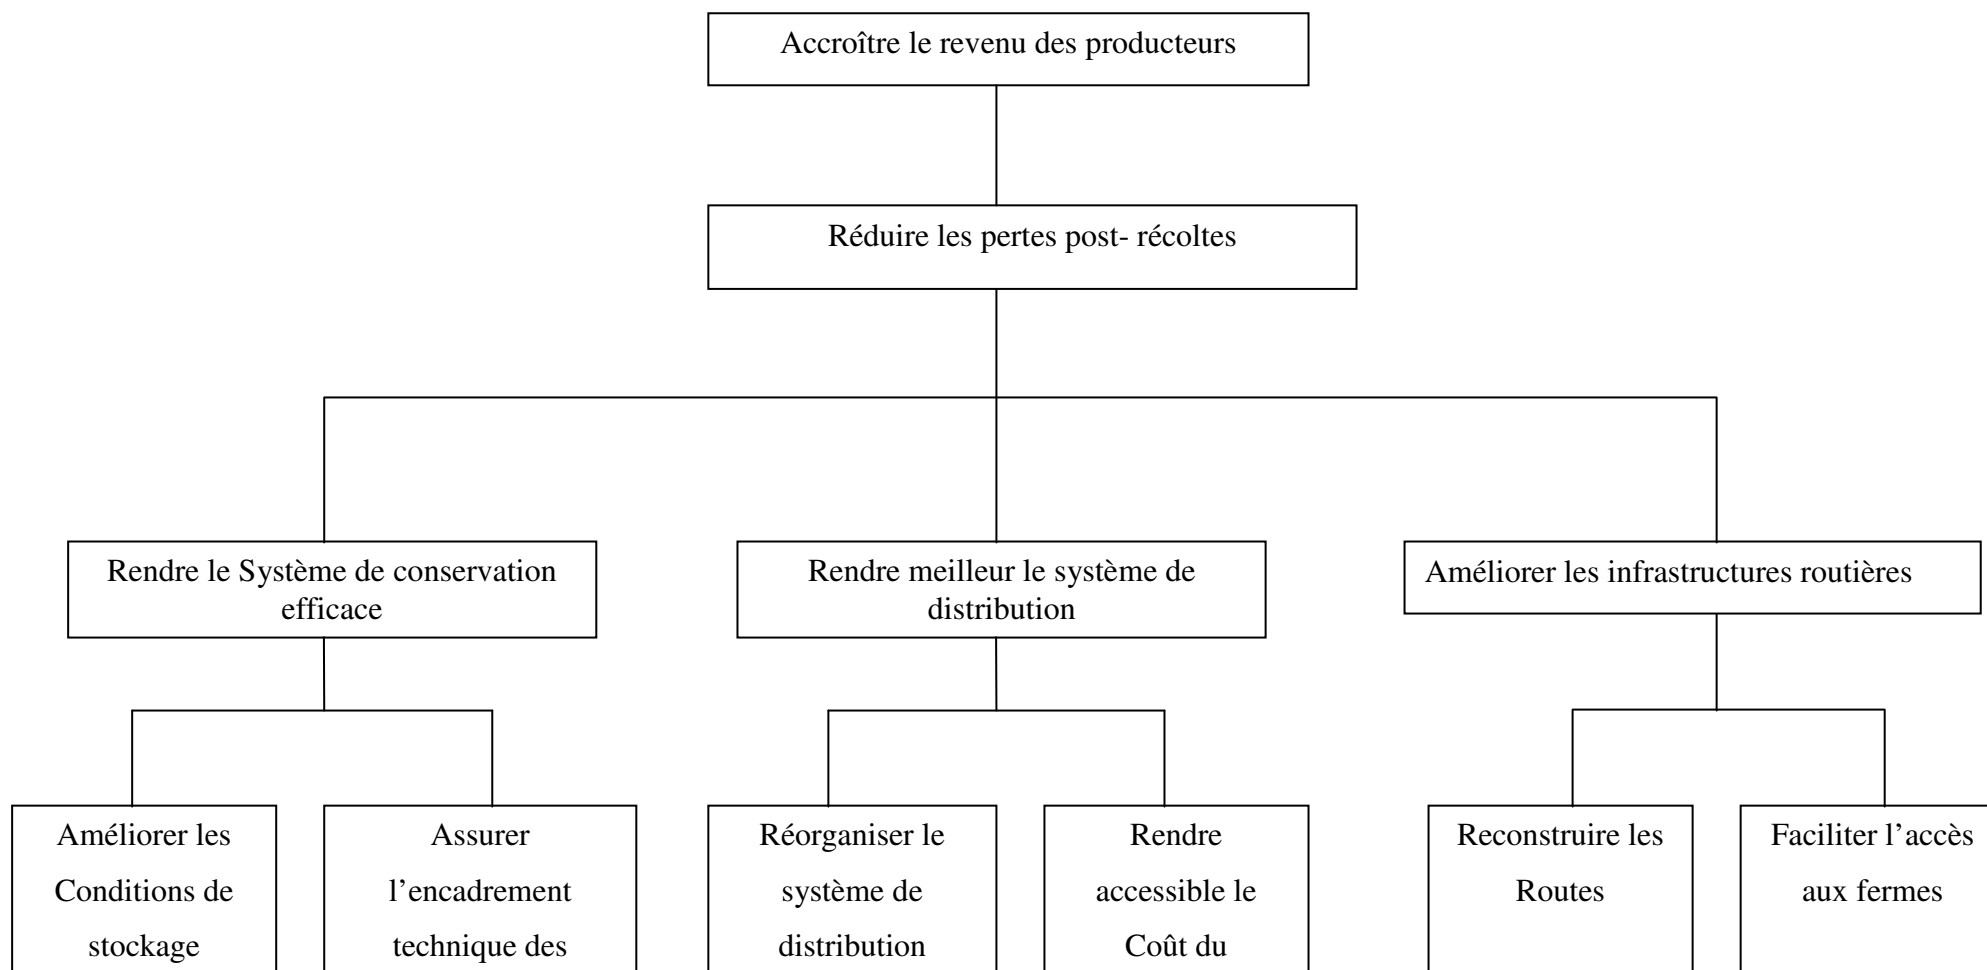 Accroître le revenu des producteurs
Réduire les pertes post- récoltes
Rendre le Système de conservation
efficace
Rendre meilleur le système de
distribution
Améliorer les infrastructures routières
Améliorer les
Conditions de
stockage
Assurer
l’encadrement
technique des
Réorganiser le
système de
distribution
Rendre
accessible le
Coût du
Reconstruire les
Routes
Faciliter l’accès
aux fermes